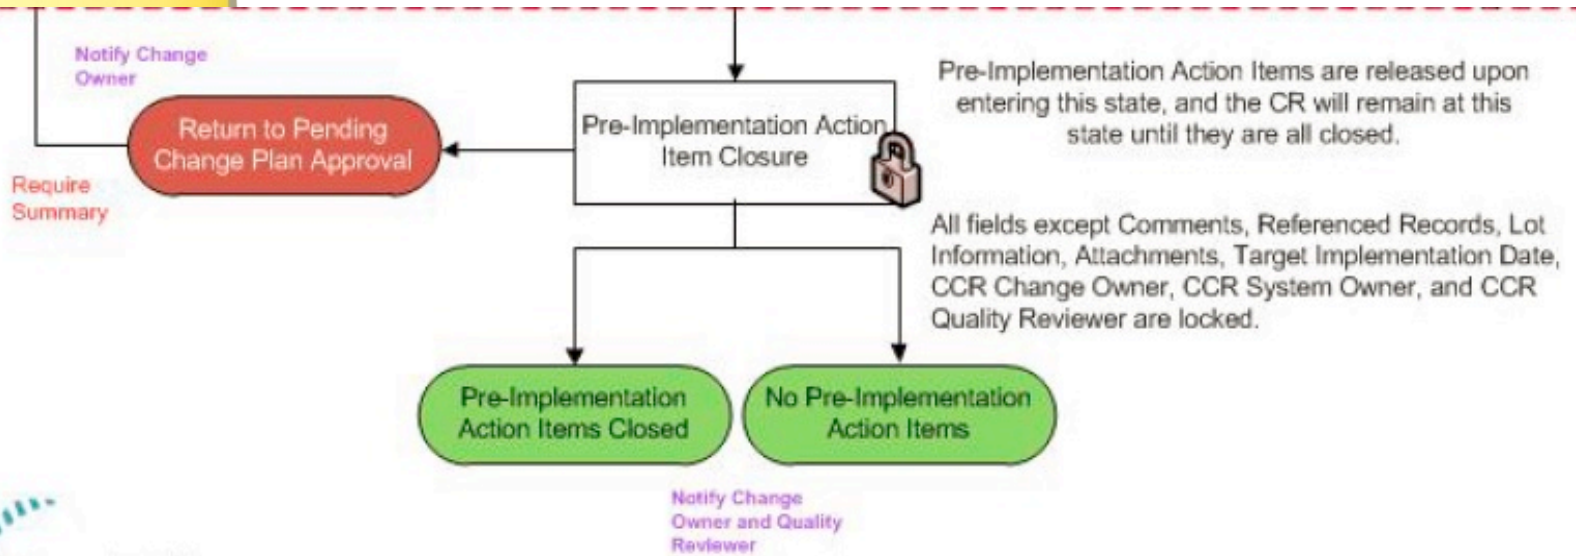 Notify Change
Owner
Return to Pending
Change Plan Approval
Require
Summary
Pre-Implementation Action
Item Closure
Pre-Implementation Action Items are released upon
entering this state, and the CR will remain at this
state until they are all closed.
All fields except Comments, Referenced Records, Lot
Information, Attachments, Target Implementation Date,
CCR Change Owner, CCR System Owner, and CCR
Quality Reviewer are locked.
Pre-Implementation
Action Items Closed
No Pre-Implementation
Action Items
Notify Change
Owner and Quality
Reviewer